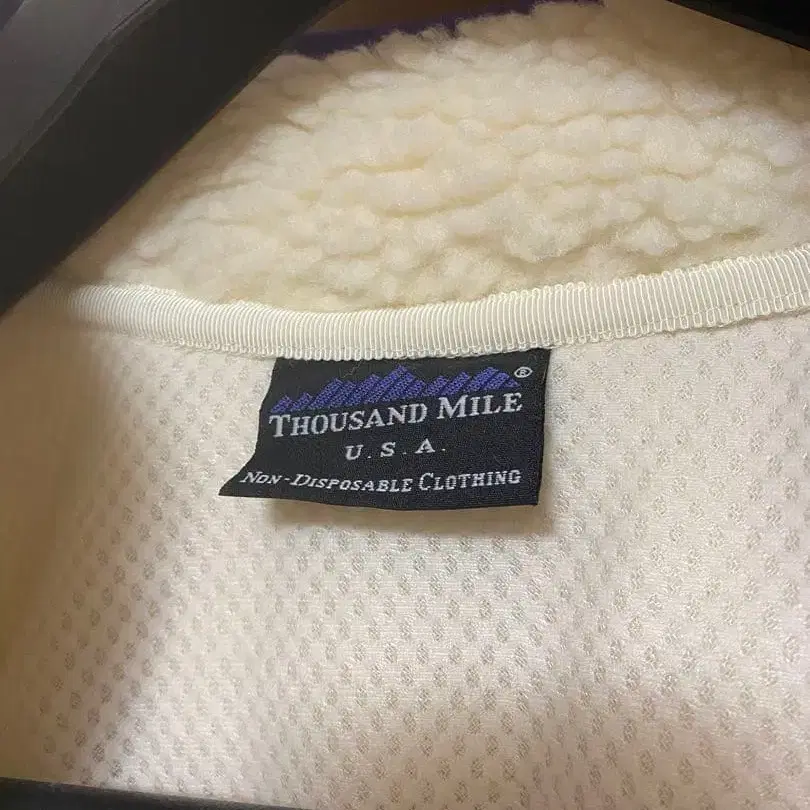 ®
THOUSAND MILE
U.S.A.
NON-DISPOSABLE CLOTHING